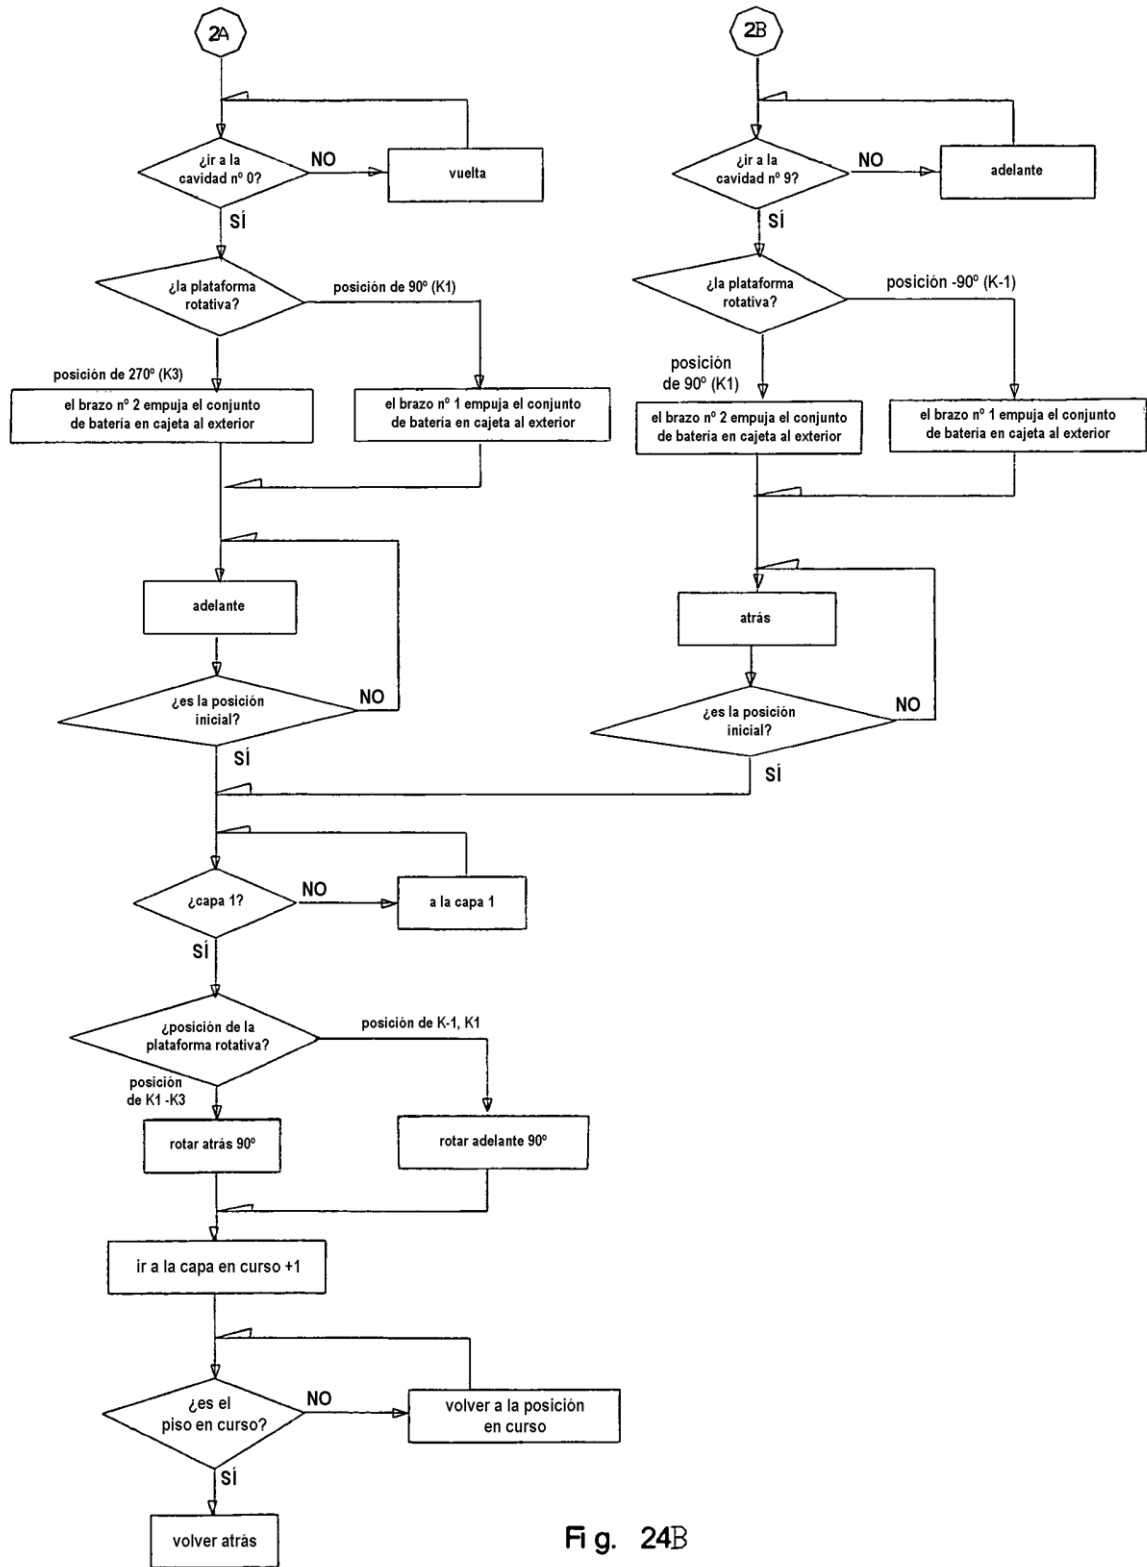 2A
2B
¿ir a la
cavidad nº 0?
NO
vuelta
SÍ
¿ir a la
cavidad nº 9?
NO
adelante
SÍ
¿la plataforma
rotativa?
posición de 90º (K1)
posición de 270º (K3)
el brazo nº 2 empuja el conjunto
de batería en cajeta al exterior
el brazo nº 1 empuja el conjunto
de batería en cajeta al exterior
¿la plataforma
rotativa?
posición -90º (K-1)
posición
de 90º (K1)
el brazo nº 2 empuja el conjunto
de batería en cajeta al exterior
el brazo nº 1 empuja el conjunto
de batería en cajeta al exterior
adelante
¿es la posición
inicial?
NO
SÍ
atrás
¿es la posición
inicial?
NO
SÍ
¿capa 1?
NO
a la capa 1
SÍ
¿posición de la
plataforma rotativa?
posición de K-1, K1
posición
de K1 -K3
rotar atrás 90º
rotar adelante 90º
ir a la capa en curso +1
¿es el
piso en curso?
NO
volver a la posición
en curso
SÍ
volver atrás
Fig. 24B